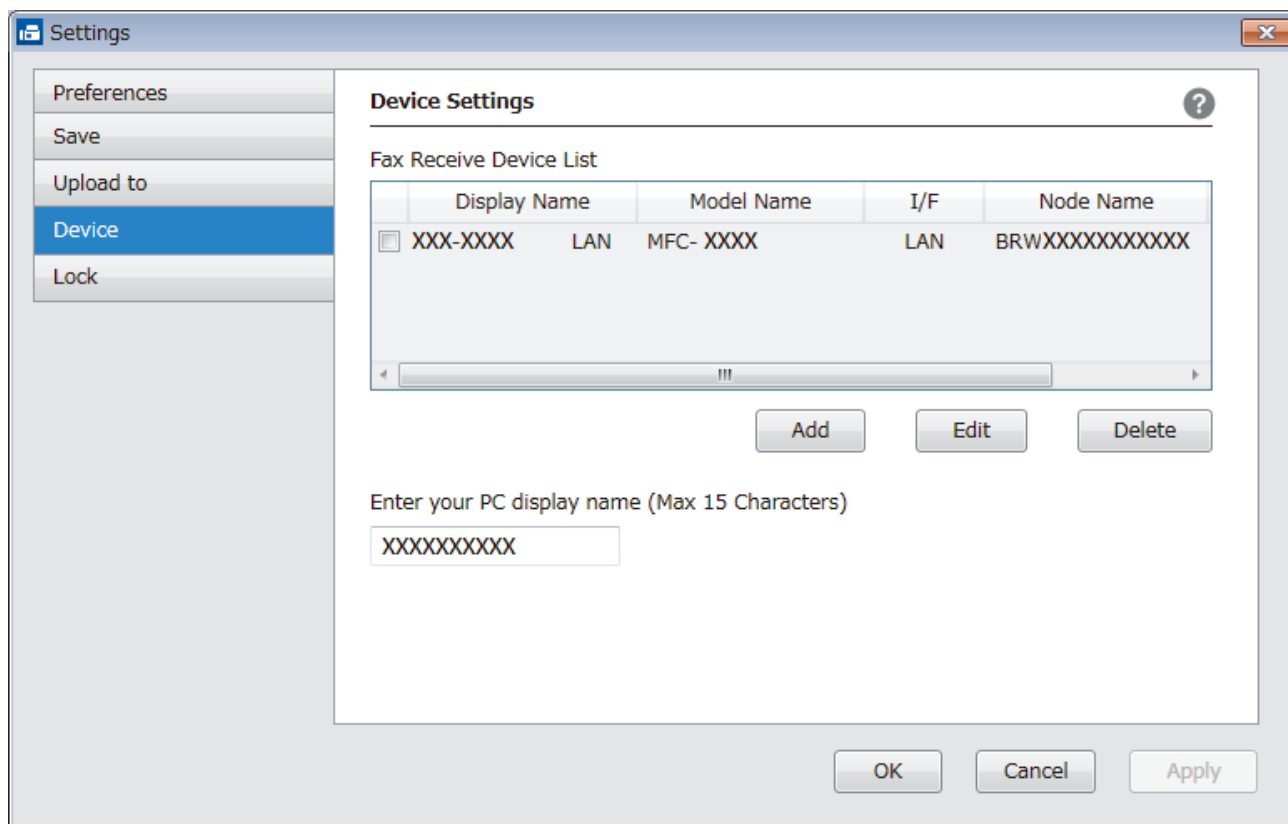 Settings
Preferences
Save
Upload to
Device
Lock
Device Settings
?
Fax Receive Device List
Display Name Model Name I/F Node Name
XXX-XXXX LAN MFC- XXXX LAN BRWXXXXXXXXXXX
Add Edit Delete
Enter your PC display name (Max 15 Characters)
XXXXXXXXXX
OK Cancel Apply